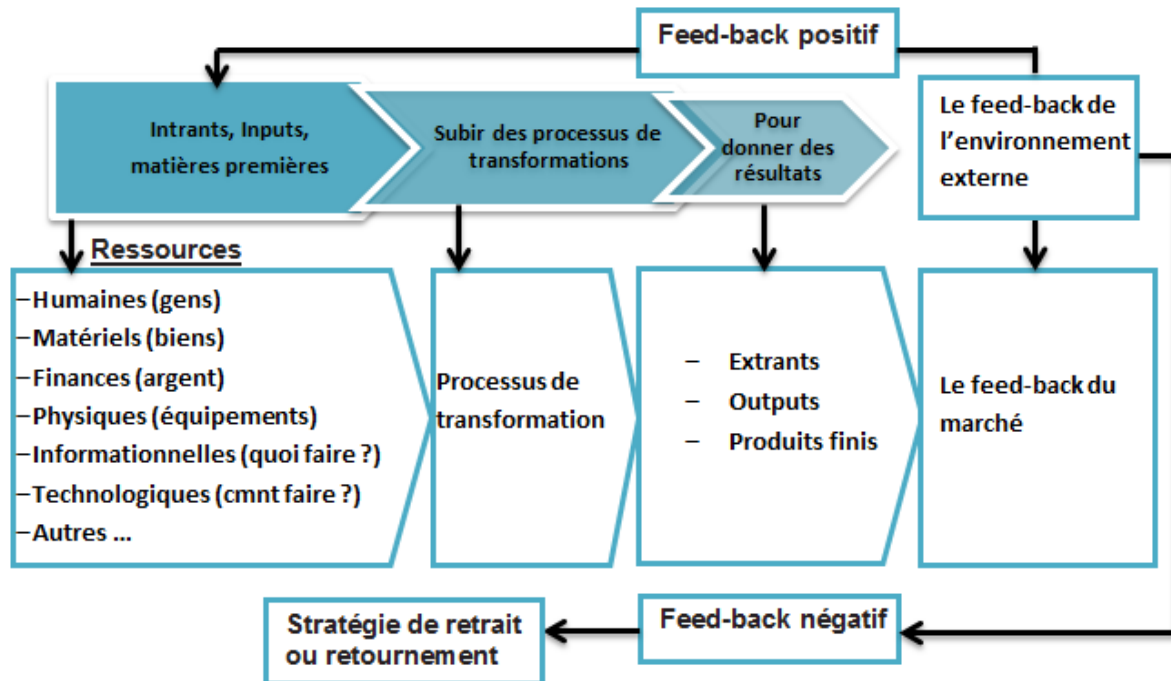 Feed-back positif
Intrants, Inputs,
matières premières
Subir des processus de
transformations
Pour
donner des
résultats
Le feed-back de
l’environnement
externe
Ressources
–Humaines (gens)
–Matériels (biens)
–Finances (argent)
–Physiques (équipements)
–Informationnelles (quoi faire ?)
–Technologiques (cmnt faire ?)
–Autres ...
Processus de
transformation
– Extrants
– Outputs
– Produits finis
Le feed-back du
marché
Stratégie de retrait
ou retournement
Feed-back négatif